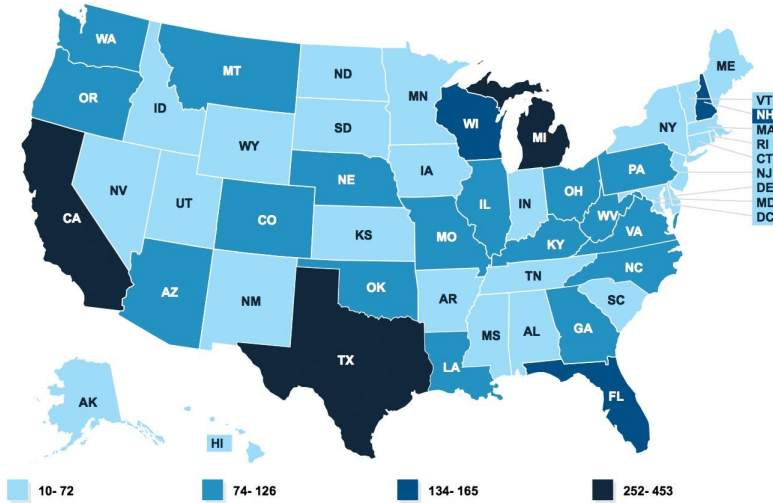 WA
MT
ND
MN
ME
OR
ID
SD
WI
MI
NY
VT
NH
MA
RI
CT
NJ
DE
MD
DC
WY
IA
NE
PA
NV
UT
CO
IL
IN
OH
WV
VA
CA
KS
MO
KY
NC
AZ
NM
OK
AR
TN
SC
MS
AL
GA
TX
LA
FL
AK
HI
10- 72
74- 126
134- 165
252- 453